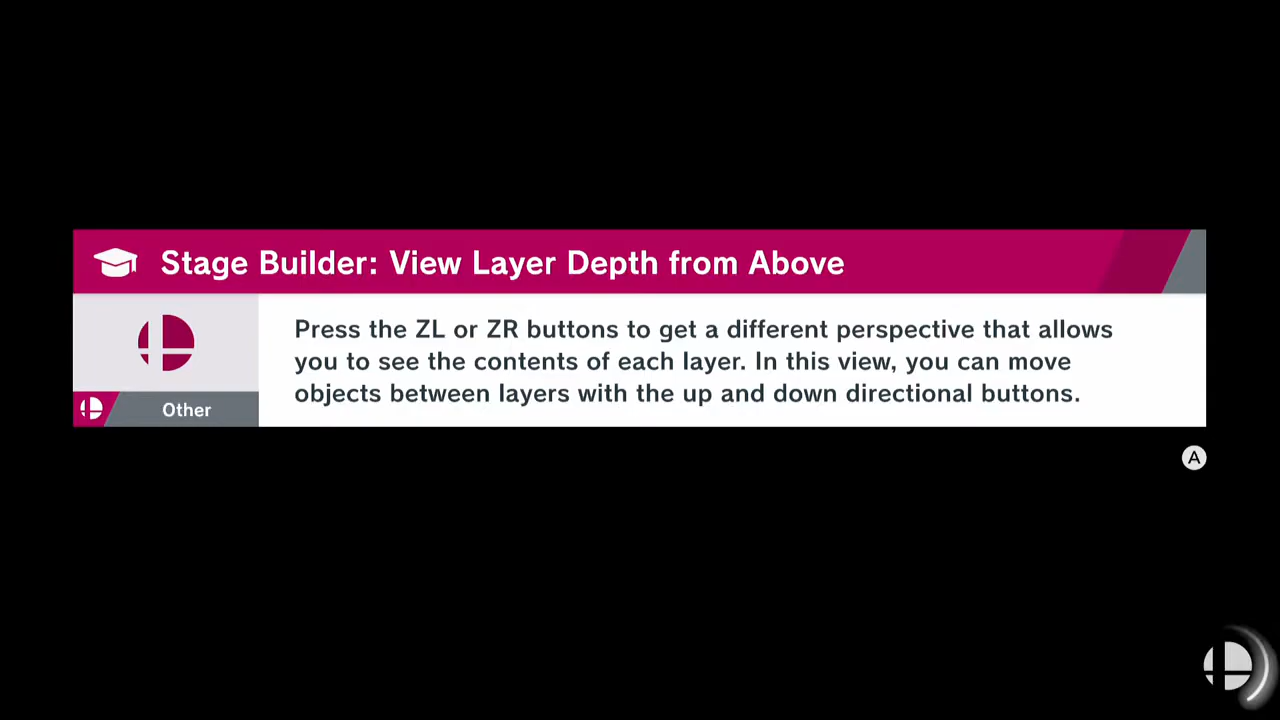 Stage Builder: View Layer Depth from Above
Press the ZL or ZR buttons to get a different perspective that allows
you to see the contents of each layer. In this view, you can move
objects between layers with the up and down directional buttons.
Other
A